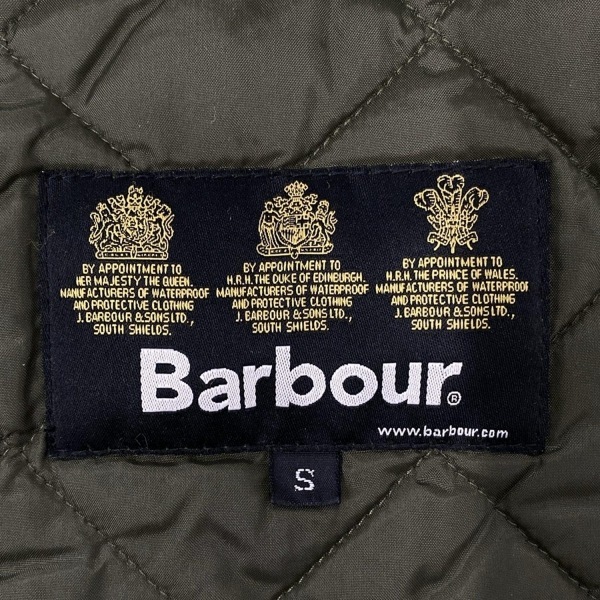 BY APPOINTMENT TO
HER MAJESTY THE QUEEN.
MANUFACTURERS OF WATERPROOF
AND PROTECTIVE CLOTHING
J. BARBOUR & SONS LTD.,
SOUTH SHIELDS.
BY APPOINTMENT TO
H.R.H. THE DUKE OF EDINBURGH.
MANUFACTURERS OF WATERPROOF
AND PROTECTIVE CLOTHING
J. BARBOUR & SONS LTD.,
SOUTH SHIELDS.
BY APPOINTMENT TO
H.R.H. THE PRINCE OF WALES.
MANUFACTURERS OF WATERPROOF
AND PROTECTIVE CLOTHING
J. BARBOUR & SONS LTD.,
SOUTH SHIELDS.
Barbour®
www.barbour.com
S